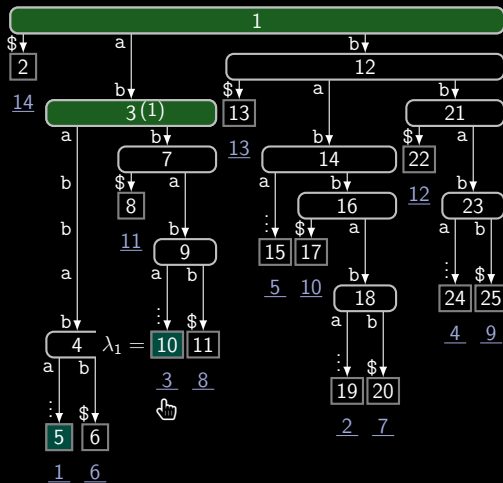 1
$ a b
2 b 12
14 b $ a b
3 (1) 13 21
a b 13 $ a
7 14 22
b $ a b 12 b
8 16 23
b 11 b ⋮ $ a a b
9 15 17
a a b 5 10 b ⋮ $
18 24 25
b ⋮ $ a b 4 9
4 λ₁ = 10 11
a b 3 8 ⋮ $
19 20
⋮ $ 2 7
5 6
1 6